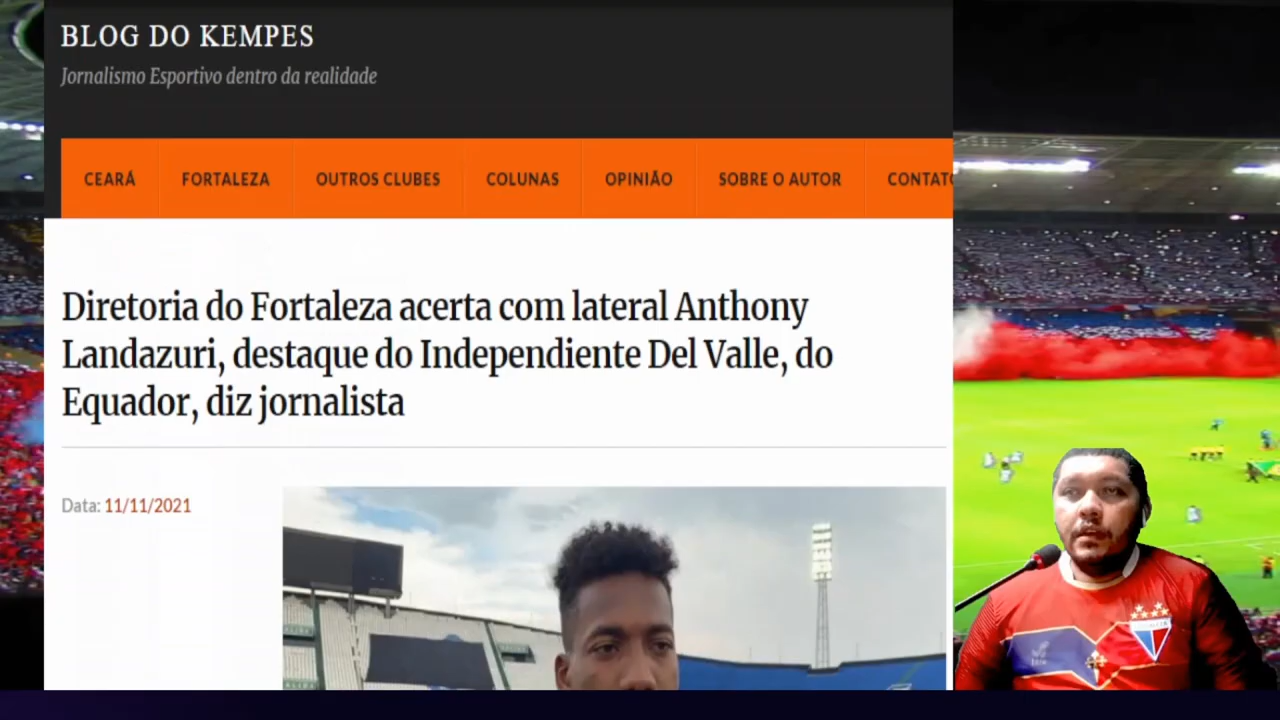 BLOG DO KEMPES
Jornalismo Esportivo dentro da realidade
CEARÁ FORTALEZA OUTROS CLUBES COLUNAS OPINIÃO SOBRE O AUTOR CONTATO
Diretoria do Fortaleza acerta com lateral Anthony
Landazuri, destaque do Independiente Del Valle, do
Equador, diz jornalista
Data: 11/11/2021